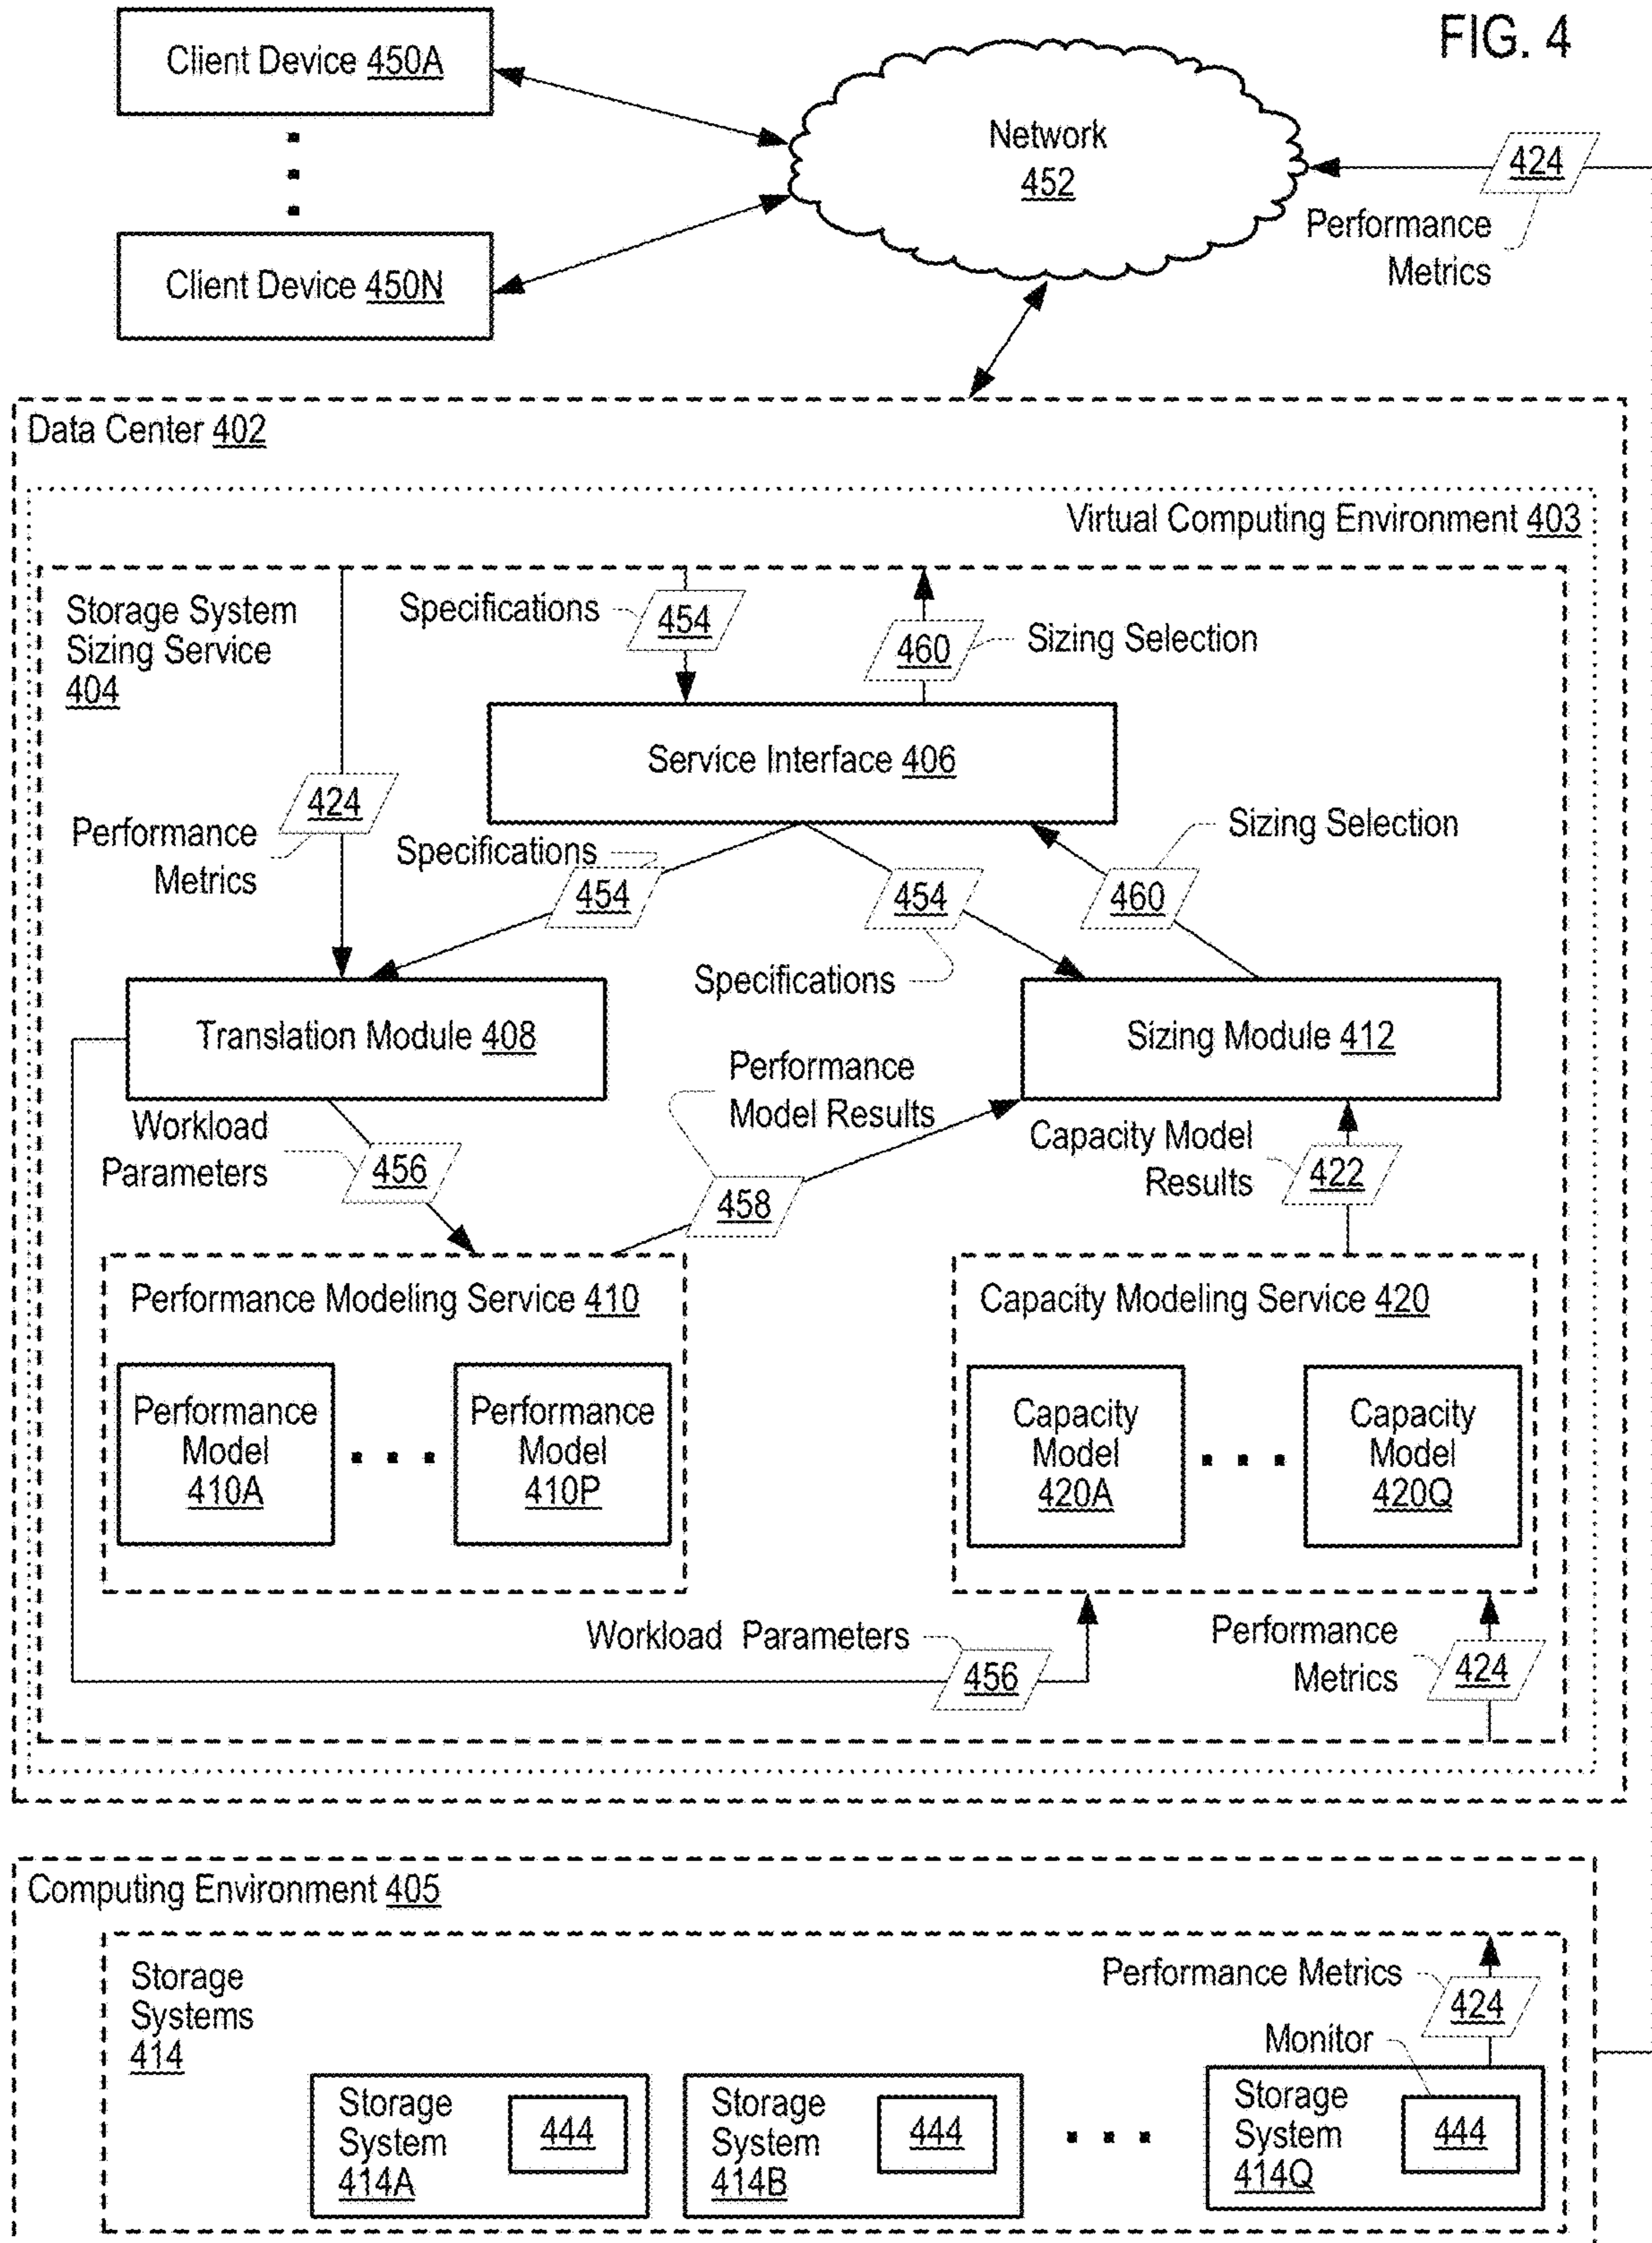 FIG. 4
Client Device 450A
Client Device 450N
Network
452
424
Performance
Metrics
Data Center 402
Virtual Computing Environment 403
Storage System
Sizing Service
404
Specifications
454
460
Sizing Selection
Service Interface 406
424
Performance
Metrics
Specifications
454
454
Specifications
460
Sizing Selection
Translation Module 408
Sizing Module 412
Workload
Parameters
456
Performance
Model Results
458
Capacity Model
Results
422
Performance Modeling Service 410
Performance
Model
410A
Performance
Model
410P
Capacity Modeling Service 420
Capacity
Model
420A
Capacity
Model
420Q
Workload Parameters
456
Performance
Metrics
424
Computing Environment 405
Storage
Systems
414
Performance Metrics
424
Monitor
Storage
System
414A
444
Storage
System
414B
444
Storage
System
414Q
444